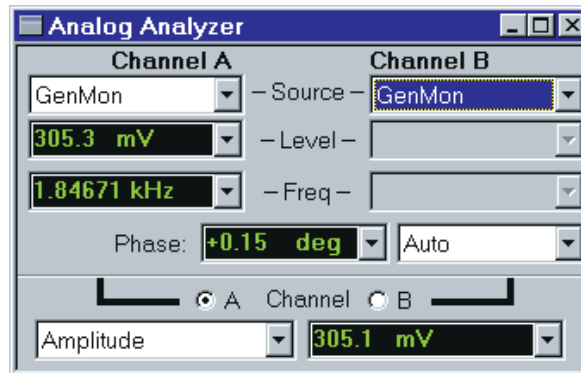 Analog Analyzer
Channel A Channel B
GenMon – Source – GenMon
305.3 mV – Level –
1.84671 kHz – Freq –
Phase: +0.15 deg Auto
A Channel B
Amplitude 305.1 mV